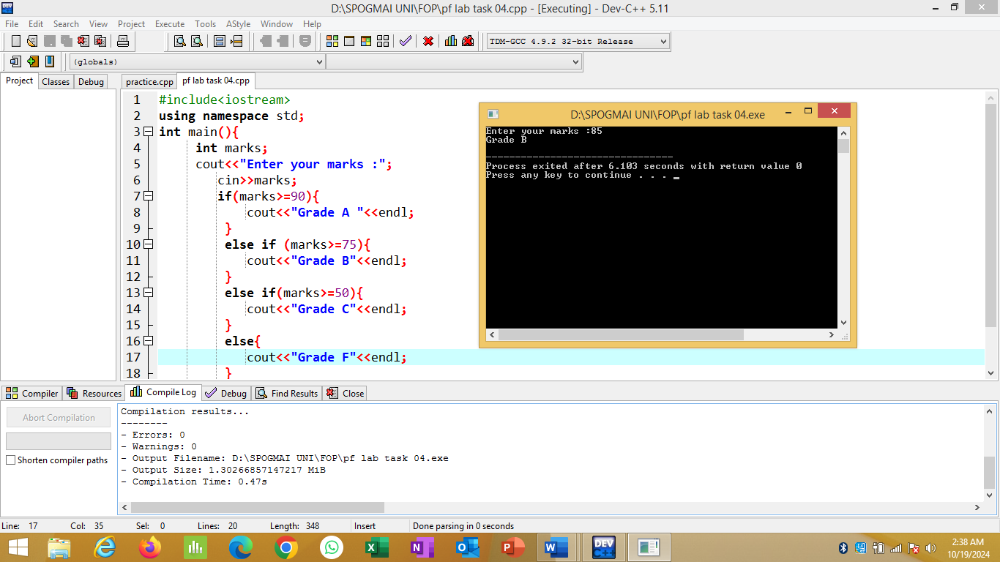 D:\SPOGMAI UNI\FOP\pf lab task 04.cpp - [Executing] - Dev-C++ 5.11
File Edit Search View Project Execute Tools AStyle Window Help
TDM-GCC 4.9.2 32-bit Release
(globals)
Project Classes Debug
practice.cpp pf lab task 04.cpp
1 #include<iostream>
2 using namespace std;
3 int main(){
4 int marks;
5 cout<<"Enter your marks :";
6 cin>>marks;
7 if(marks>=90){
8 cout<<"Grade A "<<endl;
9 }
10 else if (marks>=75){
11 cout<<"Grade B"<<endl;
12 }
13 else if(marks>=50){
14 cout<<"Grade C"<<endl;
15 }
16 else{
17 cout<<"Grade F"<<endl;
18 }
D:\SPOGMAI UNI\FOP\pf lab task 04.exe
Enter your marks :85
Grade B
--------------------------------
Process exited after 6.103 seconds with return value 0
Press any key to continue . . .
Compiler Resources Compile Log Debug Find Results Close
Abort Compilation
Shorten compiler paths
Compilation results...
--------
- Errors: 0
- Warnings: 0
- Output Filename: D:\SPOGMAI UNI\FOP\pf lab task 04.exe
- Output Size: 1.30266857147217 MiB
- Compilation Time: 0.47s
Line: 17 Col: 35 Sel: 0 Lines: 20 Length: 348 Insert Done parsing in 0 seconds
DEV C++
2:38 AM
10/19/2024